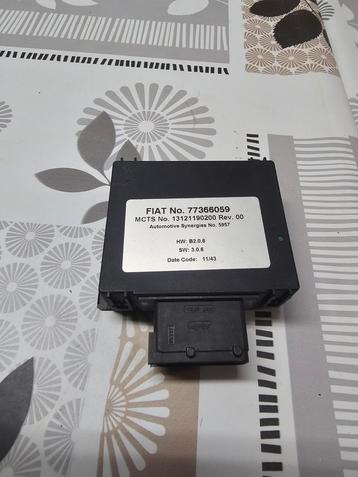 FIAT No. 77366059
MCTS No. 13121190200 Rev. 00
Automotive Synergies No. 5957
HW: B2.0.8
SW: 3.0.6
Date Code: 11/43